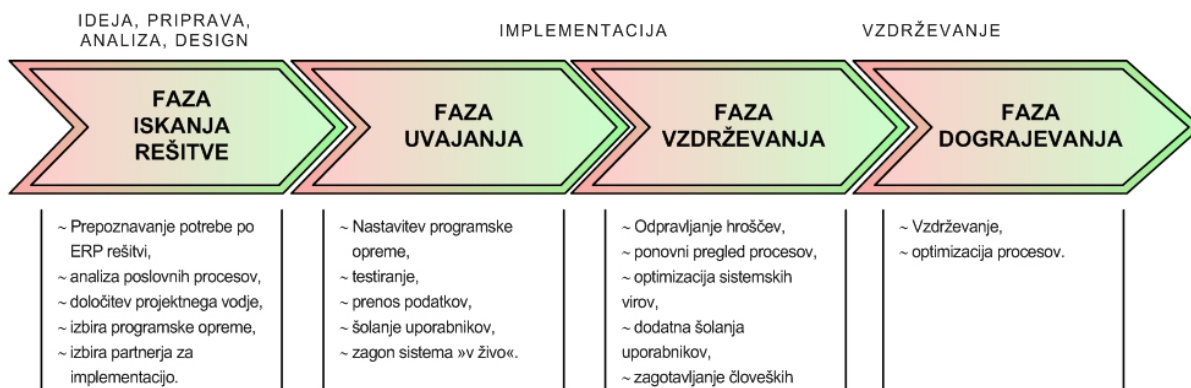 IDEJA, PRIPRAVA,
ANALIZA, DESIGN
IMPLEMENTACIJA
VZDRŽEVANJE
FAZA
ISKANJA
REŠITVE
FAZA
UVAJANJA
FAZA
VZDRŽEVANJA
FAZA
DOGRAJEVANJA
~ Prepoznavanje potrebe po
ERP rešitvi,
~ analiza poslovnih procesov,
~ določitev projektnega vodje,
~ izbira programske opreme,
~ izbira partnerja za
implementacijo.
~ Nastavitev programske
opreme,
~ testiranje,
~ prenos podatkov,
~ šolanje uporabnikov,
~ zagon sistema »v živo«.
~ Odpravljanje hroščev,
~ ponovni pregled procesov,
~ optimizacija sistemskih
virov,
~ dodatna šolanja
uporabnikov,
~ zagotavljanje človeških
~ Vzdrževanje,
~ optimizacija procesov.